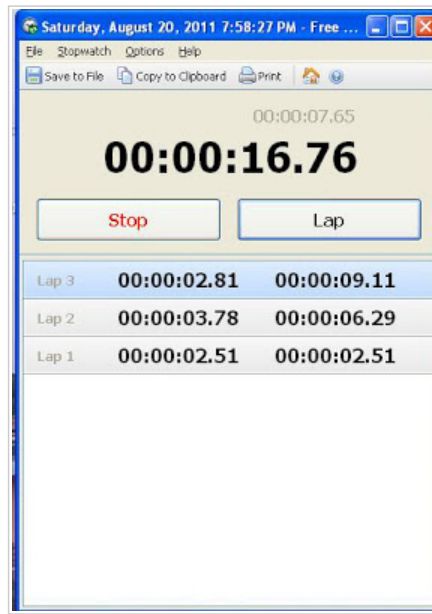 Saturday, August 20, 2011 7:58:27 PM - Free ...
File Stopwatch Options Help
Save to File Copy to Clipboard Print
00:00:07.65
00:00:16.76
Stop Lap
Lap 3 00:00:02.81 00:00:09.11
Lap 2 00:00:03.78 00:00:06.29
Lap 1 00:00:02.51 00:00:02.51